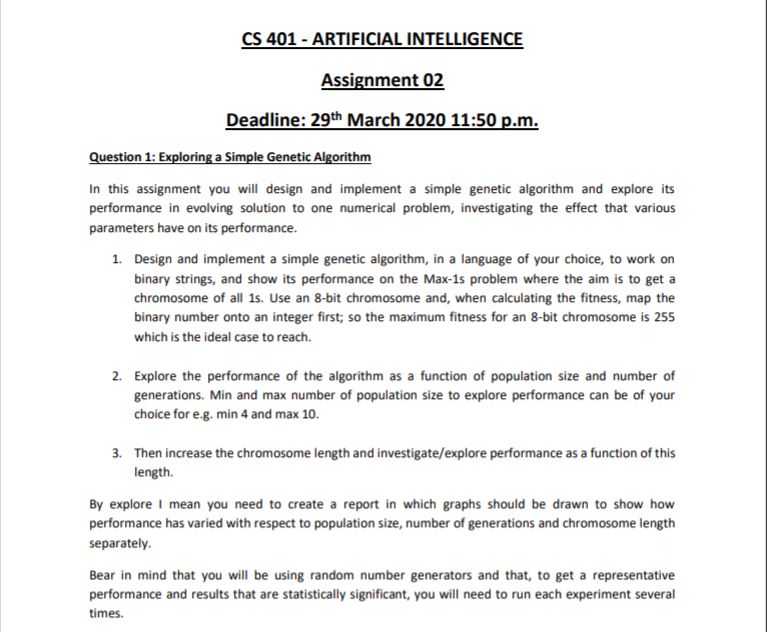 CS 401 - ARTIFICIAL INTELLIGENCE
Assignment 02
Deadline: 29th March 2020 11:50 p.m.
Question 1: Exploring a Simple Genetic Algorithm
In this assignment you will design and implement a simple genetic algorithm and explore its
performance in evolving solution to one numerical problem, investigating the effect that various
parameters have on its performance.
1. Design and implement a simple genetic algorithm, in a language of your choice, to work on
binary strings, and show its performance on the Max-1s problem where the aim is to get a
chromosome of all 1s. Use an 8-bit chromosome and, when calculating the fitness, map the
binary number onto an integer first; so the maximum fitness for an 8-bit chromosome is 255
which is the ideal case to reach.
2. Explore the performance of the algorithm as a function of population size and number of
generations. Min and max number of population size to explore performance can be of your
choice for e.g. min 4 and max 10.
3. Then increase the chromosome length and investigate/explore performance as a function of this
length.
By explore I mean you need to create a report in which graphs should be drawn to show how
performance has varied with respect to population size, number of generations and chromosome length
separately.
Bear in mind that you will be using random number generators and that, to get a representative
performance and results that are statistically significant, you will need to run each experiment several
times.